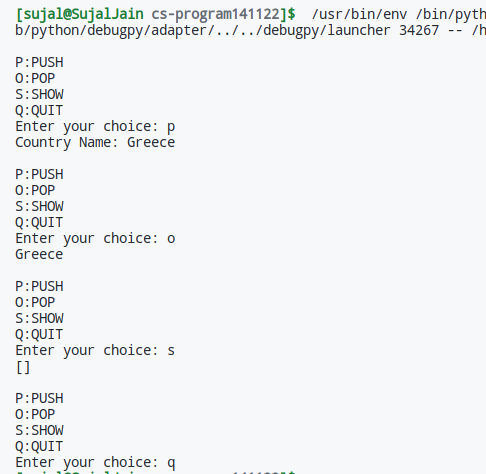 [sujal@SujalJain cs-program141122]$ /usr/bin/env /bin/pyth
b/python/debugpy/adapter/../../debugpy/launcher 34267 -- /h
P:PUSH
O:POP
S:SHOW
Q:QUIT
Enter your choice: p
Country Name: Greece
P:PUSH
O:POP
S:SHOW
Q:QUIT
Enter your choice: o
Greece
P:PUSH
O:POP
S:SHOW
Q:QUIT
Enter your choice: s
[]
P:PUSH
O:POP
S:SHOW
Q:QUIT
Enter your choice: q